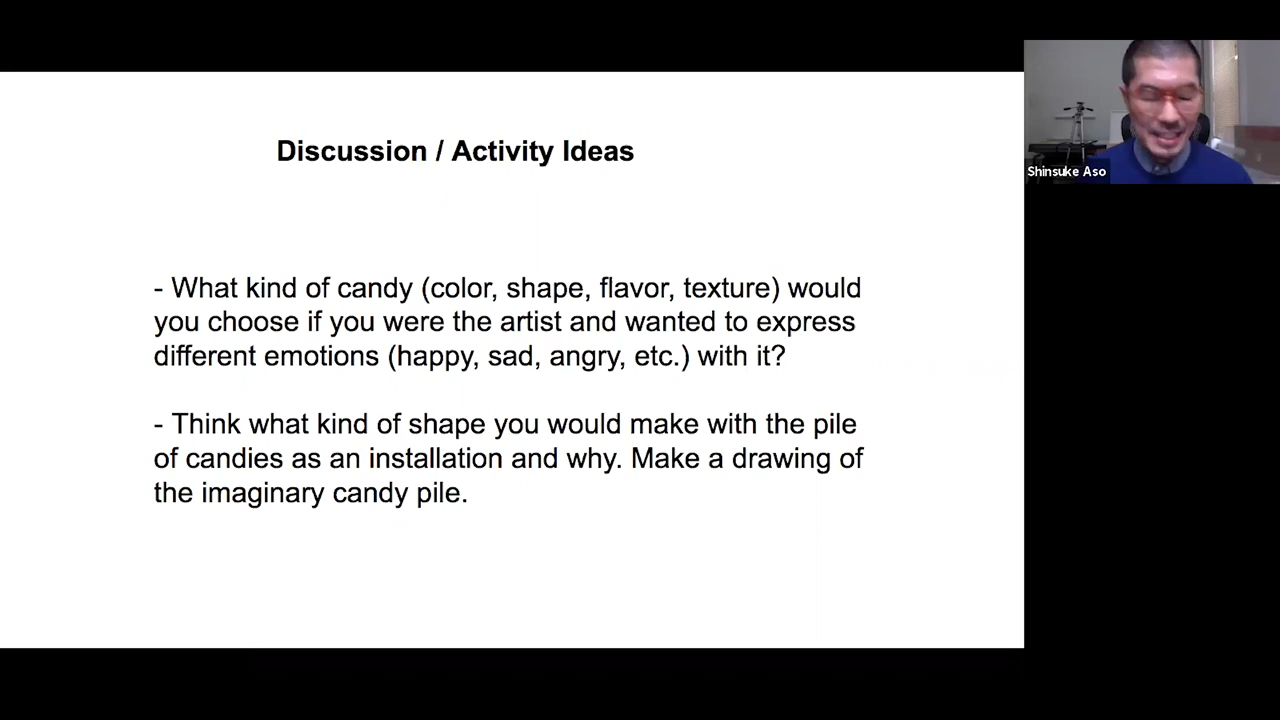 Discussion / Activity Ideas
Shinsuke Aso
- What kind of candy (color, shape, flavor, texture) would
you choose if you were the artist and wanted to express
different emotions (happy, sad, angry, etc.) with it?
- Think what kind of shape you would make with the pile
of candies as an installation and why. Make a drawing of
the imaginary candy pile.